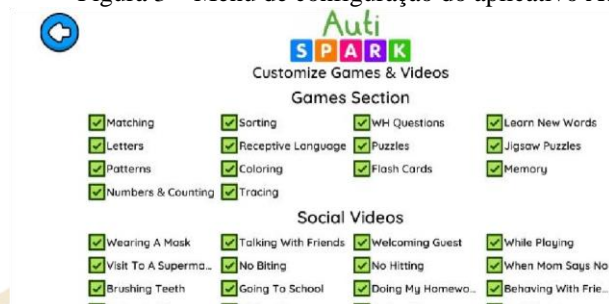 Auti
SPARK
Customize Games & Videos
Games Section
Matching Sorting WH Questions Learn New Words
Letters Receptive Language Puzzles Jigsaw Puzzles
Patterns Coloring Flash Cards Memory
Numbers & Counting Tracing
Social Videos
Wearing A Mask Talking With Friends Welcoming Guest While Playing
Visit To A Superma... No Biting No Hitting When Mom Says No
Brushing Teeth Going To School Doing My Homewo... Behaving With Frie...